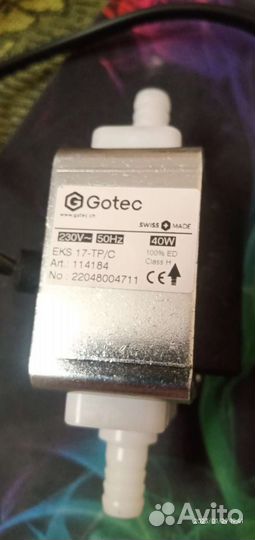 Gotec
www.gotec.ch
SWISS MADE
230V~ 50Hz 40W
EKS 17-TP/C 100% ED
Class H
Art.: 114184
No : 22048004711 CE
Avito